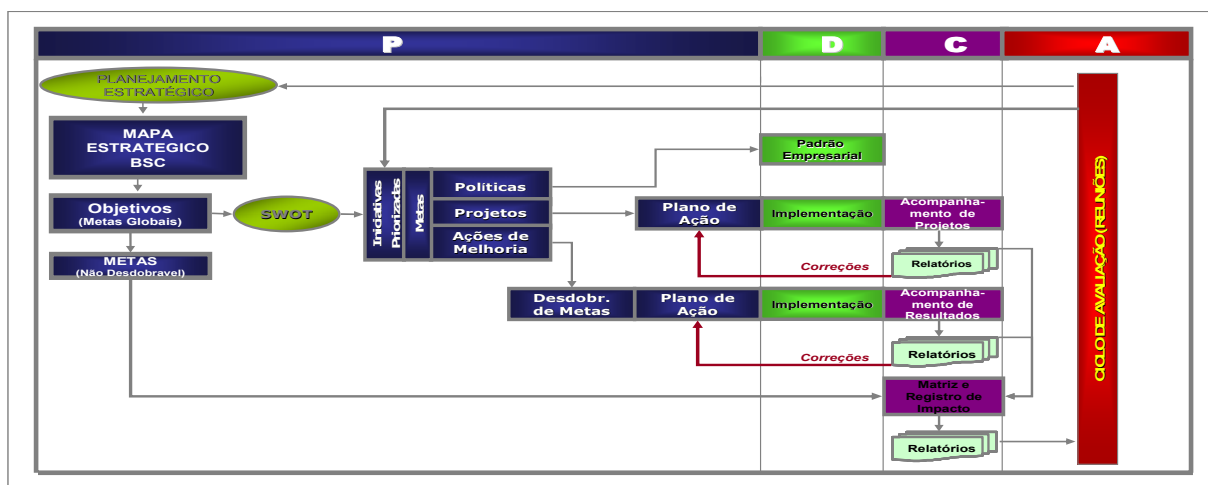 P
D
C
A
PLANEJAMENTO
ESTRATÉGICO
MAPA
ESTRATEGICO
BSC
Objetivos
(Metas Globais)
SWOT
METAS
(Não Desdobravel)
Iniciativas
Priorizadas
Metas
Políticas
Projetos
Ações de
Melhoria
Padrão
Empresarial
Plano de
Ação
Implementação
Acompanha-
mento de
Projetos
Correções
Relatórios
Desdobr.
de Metas
Plano de
Ação
Implementação
Acompanha-
mento de
Resultados
Correções
Relatórios
Matriz e
Registro de
Impacto
Relatórios
CICLO DE AVALIAÇÃO (REUNIÕES)